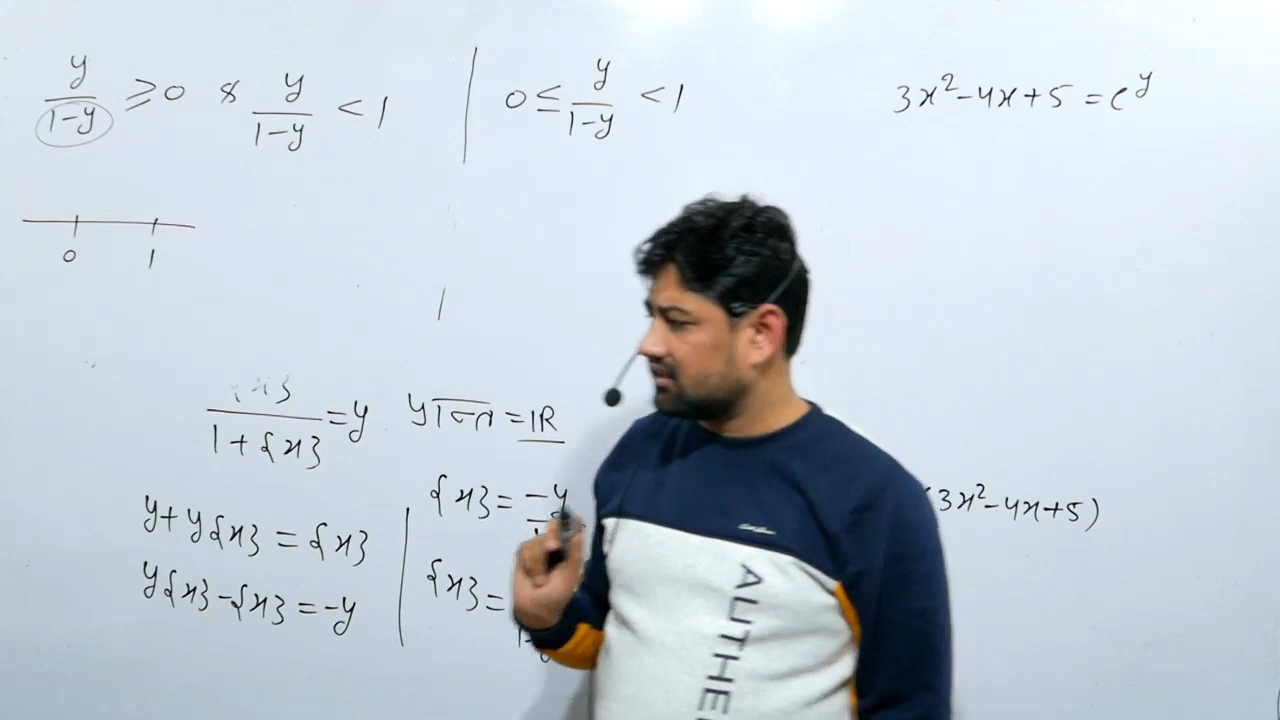 y/(1-y) ≥ 0 & y/(1-y) < 1
0 ≤ y/(1-y) < 1
3x²-4x+5 = e^y
0 1
/(1+{x}) = y
= IR
y+y{x} = {x}
y{x}-{x} = -y
{x} = -y
{x} =
(3x²-4x+5)
AUTHE